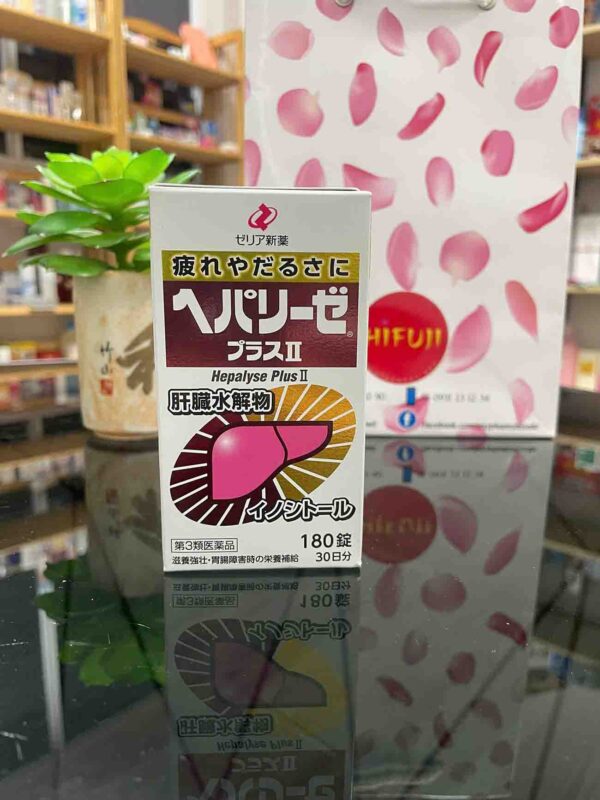 ゼリア新薬
疲れやだるさに
ヘパリーゼ®
プラスⅡ
Hepalyse Plus Ⅱ
肝臓水解物
イノシトール
第3類医薬品
180錠
滋養強壮・胃腸障害時の栄養補給
30日分
HIFUJI